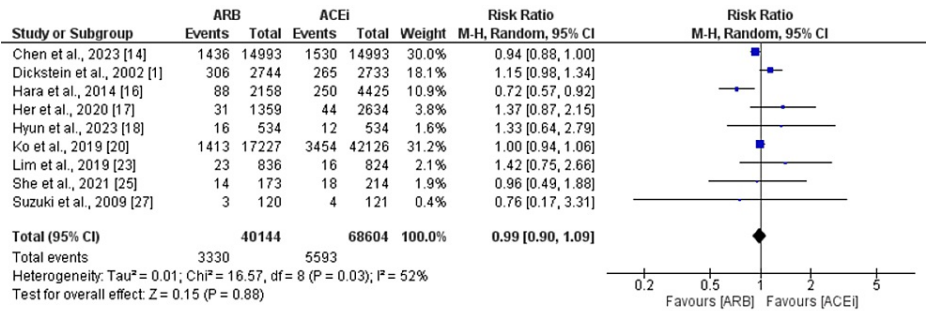 ARB ACEi Risk Ratio Risk Ratio
Study or Subgroup Events Total Events Total Weight M-H, Random, 95% CI M-H, Random, 95% CI
Chen et al., 2023 [14] 1436 14993 1530 14993 30.0% 0.94 [0.88, 1.00]
Dickstein et al., 2002 [1] 306 2744 265 2733 18.1% 1.15 [0.98, 1.34]
Hara et al., 2014 [16] 88 2158 250 4425 10.9% 0.72 [0.57, 0.92]
Her et al., 2020 [17] 31 1359 44 2634 3.8% 1.37 [0.87, 2.15]
Hyun et al., 2023 [18] 16 534 12 534 1.6% 1.33 [0.64, 2.79]
Ko et al., 2019 [20] 1413 17227 3454 42126 31.2% 1.00 [0.94, 1.06]
Lim et al., 2019 [23] 23 836 16 824 2.1% 1.42 [0.75, 2.66]
She et al., 2021 [25] 14 173 18 214 1.9% 0.96 [0.49, 1.88]
Suzuki et al., 2009 [27] 3 120 4 121 0.4% 0.76 [0.17, 3.31]
Total (95% CI) 40144 68604 100.0% 0.99 [0.90, 1.09]
Total events 3330 5593
Heterogeneity: Tau² = 0.01; Chi² = 16.57, df = 8 (P = 0.03); I² = 52%
Test for overall effect: Z = 0.15 (P = 0.88)
0.2 0.5 1 2 5
Favours [ARB] Favours [ACEi]